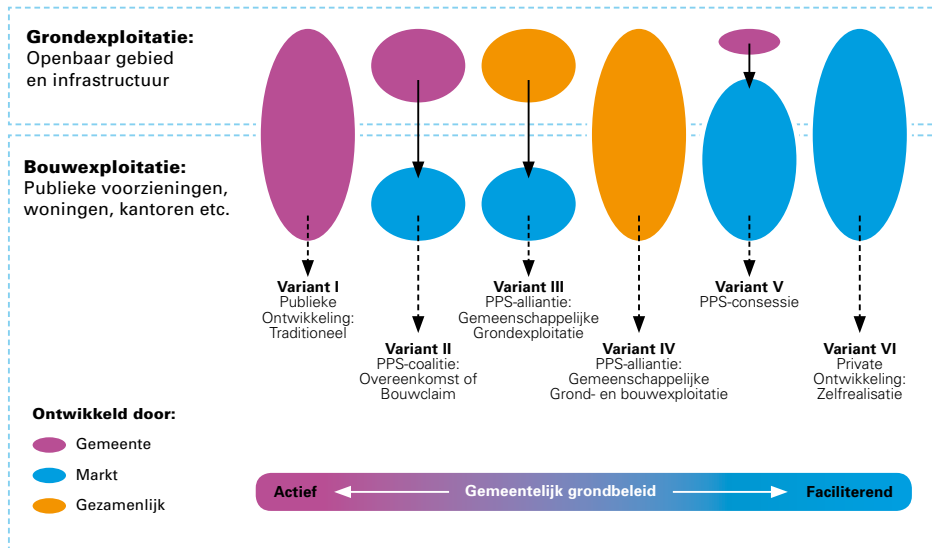 Grondexploitatie:
Openbaar gebied
en infrastructuur
Bouwexploitatie:
Publieke voorzieningen,
woningen, kantoren etc.
Variant I
Publieke
Ontwikkeling:
Traditioneel
Variant II
PPS-coalitie:
Overeenkomst of
Bouwclaim
Variant III
PPS-alliantie:
Gemeenschappelijke
Grondexploitatie
Variant IV
PPS-alliantie:
Gemeenschappelijke
Grond- en bouwexploitatie
Variant V
PPS-consessie
Variant VI
Private
Ontwikkeling:
Zelfrealisatie
Ontwikkeld door:
Gemeente
Markt
Gezamenlijk
Actief Gemeentelijk grondbeleid Faciliterend